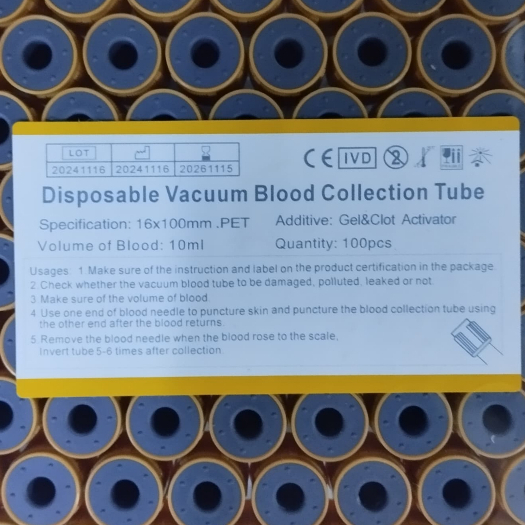 LOT
20241116 20241116 20261115
CE IVD 2
Disposable Vacuum Blood Collection Tube
Specification: 16x100mm .PET Additive: Gel&Clot Activator
Volume of Blood: 10ml Quantity: 100pcs
Usages: 1.Make sure of the instruction and label on the product certification in the package.
2.Check whether the vacuum blood tube to be damaged, polluted, leaked or not.
3 Make sure of the volume of blood.
4 Use one end of blood needle to puncture skin and puncture the blood collection tube using
the other end after the blood returns
5 Remove the blood needle when the blood rose to the scale,
Invert tube 5-6 times after collection.